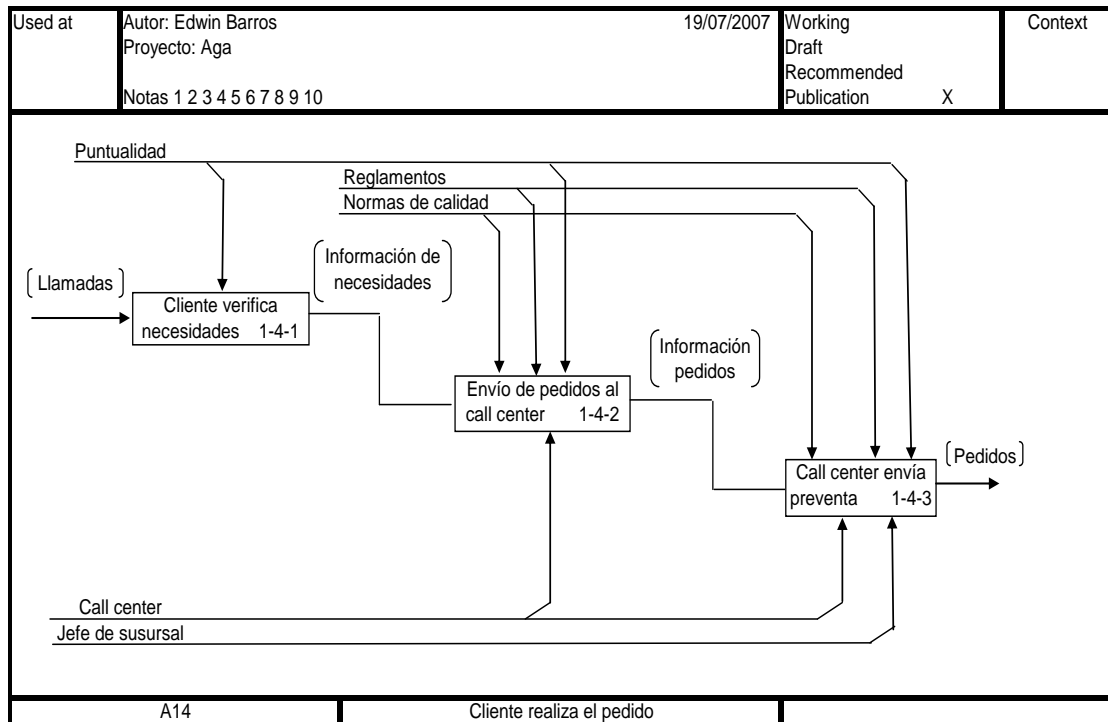 Used at
Autor: Edwin Barros 19/07/2007
Proyecto: Aga
Notas 1 2 3 4 5 6 7 8 9 10
Working
Draft
Recommended
Publication X
Context
Puntualidad
Reglamentos
Normas de calidad
Llamadas
Cliente verifica
necesidades 1-4-1
Información de
necesidades
Envío de pedidos al
call center 1-4-2
Información
pedidos
Call center envía
preventa 1-4-3
Pedidos
Call center
Jefe de susursal
A14
Cliente realiza el pedido